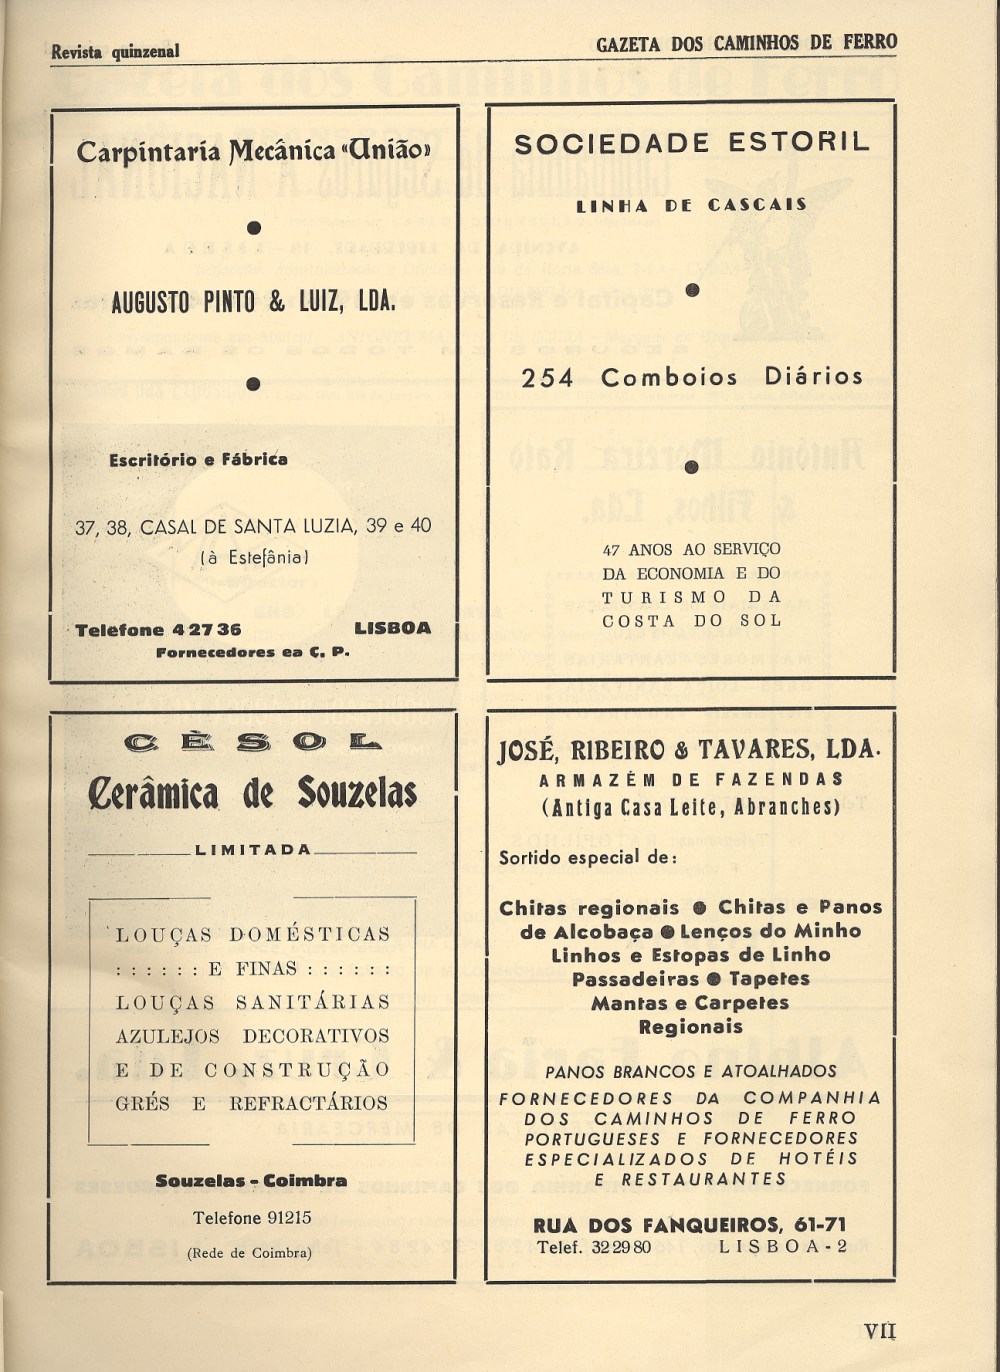 Revista quinzenal
GAZETA DOS CAMINHOS DE FERRO
Carpintaria Mecânica «União»
AUGUSTO PINTO & LUIZ, LDA.
Escritório e Fábrica
37, 38, CASAL DE SANTA LUZIA, 39 e 40
(à Estefânia)
Telefone 42736 LISBOA
Fornecedores ea C. P.
SOCIEDADE ESTORIL
LINHA DE CASCAIS
254 Comboios Diários
47 ANOS AO SERVIÇO
DA ECONOMIA E DO
TURISMO DA
COSTA DO SOL
CÈSOL
Cerâmica de Souzelas
LIMITADA
LOUÇAS DOMÉSTICAS
: : : : : : E FINAS : : : : : :
LOUÇAS SANITÁRIAS
AZULEJOS DECORATIVOS
E DE CONSTRUÇÃO
GRÉS E REFRACTÁRIOS
Souzelas - Coimbra
Telefone 91215
(Rede de Coimbra)
JOSÉ, RIBEIRO & TAVARES, LDA.
ARMAZÉM DE FAZENDAS
(Antiga Casa Leite, Abranches)
Sortido especial de:
Chitas regionais ● Chitas e Panos
de Alcobaça ● Lenços do Minho
Linhos e Estopas de Linho
Passadeiras ● Tapetes
Mantas e Carpetes
Regionais
PANOS BRANCOS E ATOALHADOS
FORNECEDORES DA COMPANHIA
DOS CAMINHOS DE FERRO
PORTUGUESES E FORNECEDORES
ESPECIALIZADOS DE HOTÉIS
E RESTAURANTES
RUA DOS FANQUEIROS, 61-71
Telef. 322980 LISBOA-2
VII